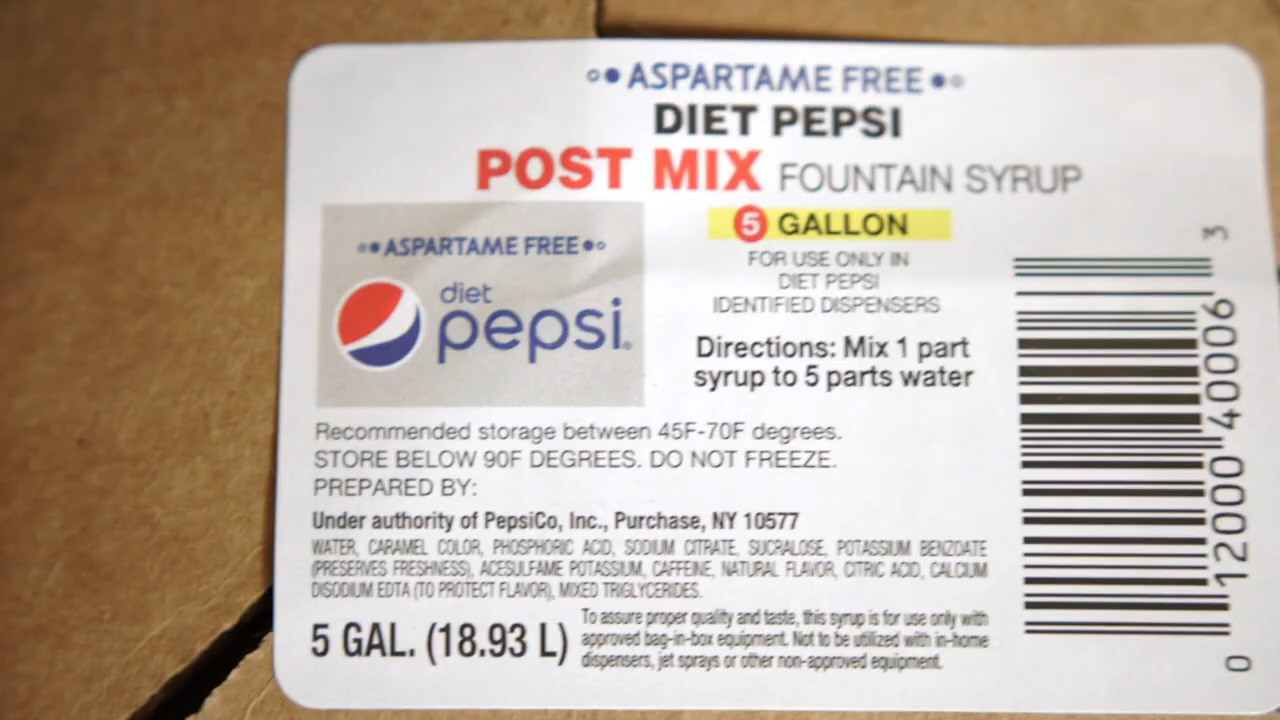 ASPARTAME FREE
DIET PEPSI
POST MIX FOUNTAIN SYRUP
ASPARTAME FREE
diet
pepsi
5 GALLON
FOR USE ONLY IN
DIET PEPSI
IDENTIFIED DISPENSERS
Directions: Mix 1 part
syrup to 5 parts water
Recommended storage between 45F-70F degrees.
STORE BELOW 90F DEGREES. DO NOT FREEZE.
PREPARED BY:
Under authority of PepsiCo, Inc., Purchase, NY 10577
WATER, CARAMEL COLOR, PHOSPHORIC ACID, SODIUM CITRATE, SUCRALOSE, POTASSIUM BENZOATE
(PRESERVES FRESHNESS), ACESULFAME POTASSIUM, CAFFEINE, NATURAL FLAVOR, CITRIC ACID, CALCIUM
DISODIUM EDTA (TO PROTECT FLAVOR), MIXED TRIGLYCERIDES.
5 GAL. (18.93 L)
To assure proper quality and taste, this syrup is for use only with
approved bag-in-box equipment. Not to be utilized with in-home
dispensers, jet sprays or other non-approved equipment.
0 12000 40006 3